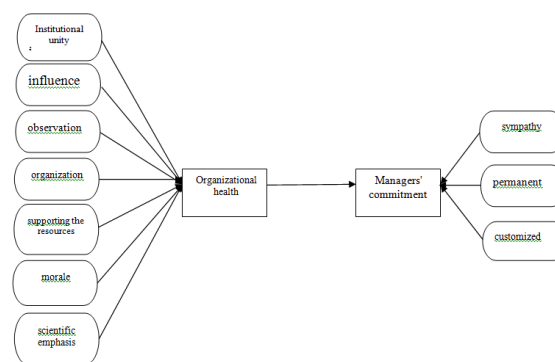 Institutional
unity
:
influence
observation
organization
supporting the
resources
morale
scientific
emphasis
Organizational
health
Managers'
commitment
sympathy
permanent
customized